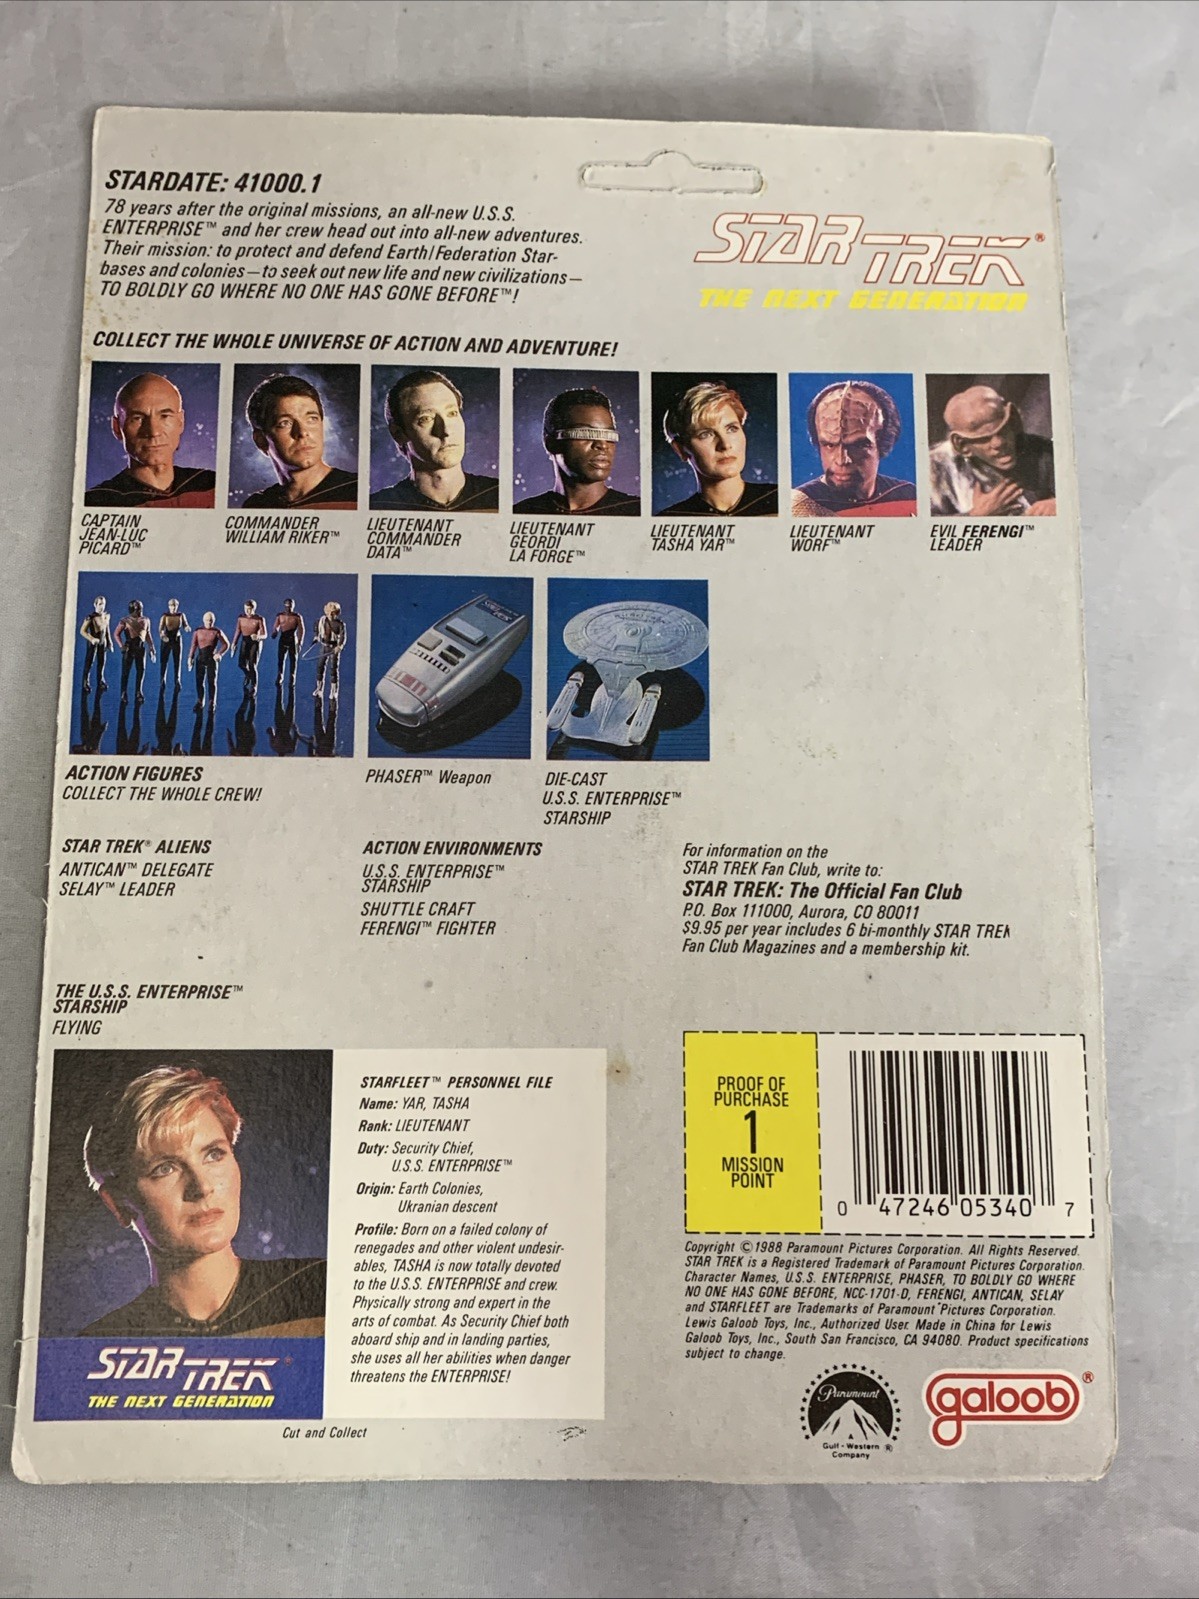 STARDATE: 41000.1
78 years after the original missions, an all-new U.S.S.
ENTERPRISE™ and her crew head out into all-new adventures.
Their mission: to protect and defend Earth/Federation Star-
bases and colonies—to seek out new life and new civilizations—
TO BOLDLY GO WHERE NO ONE HAS GONE BEFORE™!
STAR TREK®
THE NEXT GENERATION
COLLECT THE WHOLE UNIVERSE OF ACTION AND ADVENTURE!
CAPTAIN
JEAN-LUC
PICARD™
COMMANDER
WILLIAM RIKER™
LIEUTENANT
COMMANDER
DATA™
LIEUTENANT
GEORDI
LA FORGE™
LIEUTENANT
TASHA YAR™
LIEUTENANT
WORF™
EVIL FERENGI™
LEADER
STAR TREK
ACTION FIGURES
COLLECT THE WHOLE CREW!
PHASER™ Weapon
DIE-CAST
U.S.S. ENTERPRISE™
STARSHIP
STAR TREK® ALIENS
ANTICAN™ DELEGATE
SELAY™ LEADER
ACTION ENVIRONMENTS
U.S.S. ENTERPRISE™
STARSHIP
SHUTTLE CRAFT
FERENGI™ FIGHTER
For information on the
STAR TREK Fan Club, write to:
STAR TREK: The Official Fan Club
P.O. Box 111000, Aurora, CO 80011
$9.95 per year includes 6 bi-monthly STAR TREK
Fan Club Magazines and a membership kit.
THE U.S.S. ENTERPRISE™
STARSHIP
FLYING
STARFLEET™ PERSONNEL FILE
Name: YAR, TASHA
Rank: LIEUTENANT
Duty: Security Chief,
U.S.S. ENTERPRISE™
Origin: Earth Colonies,
Ukranian descent
Profile: Born on a failed colony of
renegades and other violent undesir-
ables, TASHA is now totally devoted
to the U.S.S. ENTERPRISE and crew.
Physically strong and expert in the
arts of combat. As Security Chief both
aboard ship and in landing parties,
she uses all her abilities when danger
threatens the ENTERPRISE!
STAR TREK®
THE NEXT GENERATION
Cut and Collect
PROOF OF
PURCHASE
1
MISSION
POINT
0 47246 05340 7
Copyright ©1988 Paramount Pictures Corporation. All Rights Reserved.
STAR TREK is a Registered Trademark of Paramount Pictures Corporation.
Character Names, U.S.S. ENTERPRISE, PHASER, TO BOLDLY GO WHERE
NO ONE HAS GONE BEFORE, NCC-1701-D, FERENGI, ANTICAN, SELAY
and STARFLEET are Trademarks of Paramount Pictures Corporation.
Lewis Galoob Toys, Inc., Authorized User. Made in China for Lewis
Galoob Toys, Inc., South San Francisco, CA 94080. Product specifications
subject to change.
Paramount
A
Gulf+Western
Company
®
galoob®